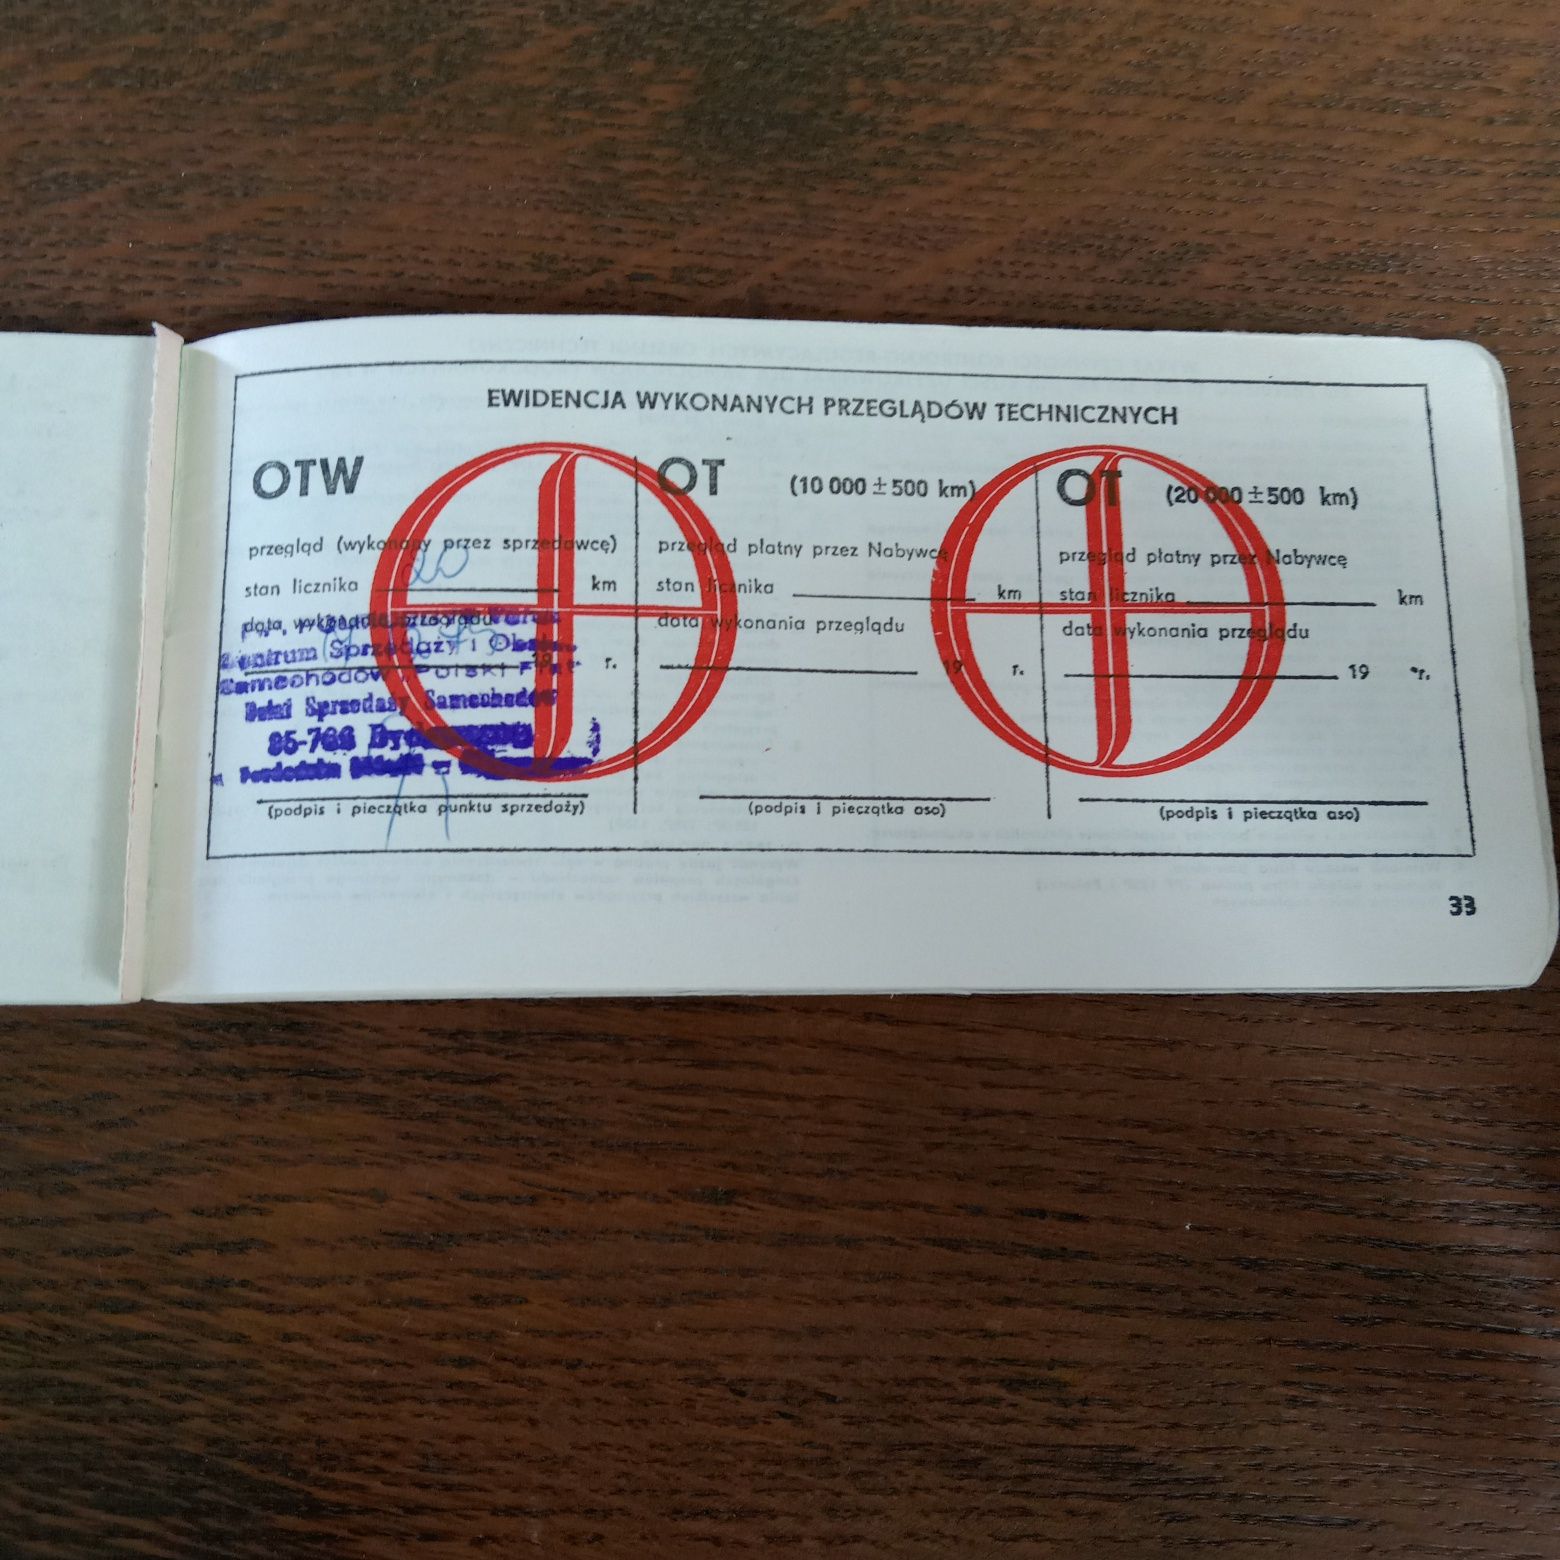 EWIDENCJA WYKONANYCH PRZEGLĄDÓW TECHNICZNYCH
OTW
przegląd (wykonany przez sprzedawcę)
stan licznika 20 km
data wykonania przeglądu
19 r.
Centrum Sprzedaży i
Samochodów Polski Fiat
Sprzedaży Samochodów
85-766 Bydgoszcz
(podpis i pieczątka punktu sprzedaży)
OT (10 000 ± 500 km)
przegląd płatny przez Nabywcę
stan licznika km
data wykonania przeglądu
19 r.
(podpis i pieczątka aso)
OT (20 000 ± 500 km)
przegląd płatny przez Nabywcę
stan licznika km
data wykonania przeglądu
19 r.
(podpis i pieczątka aso)
33